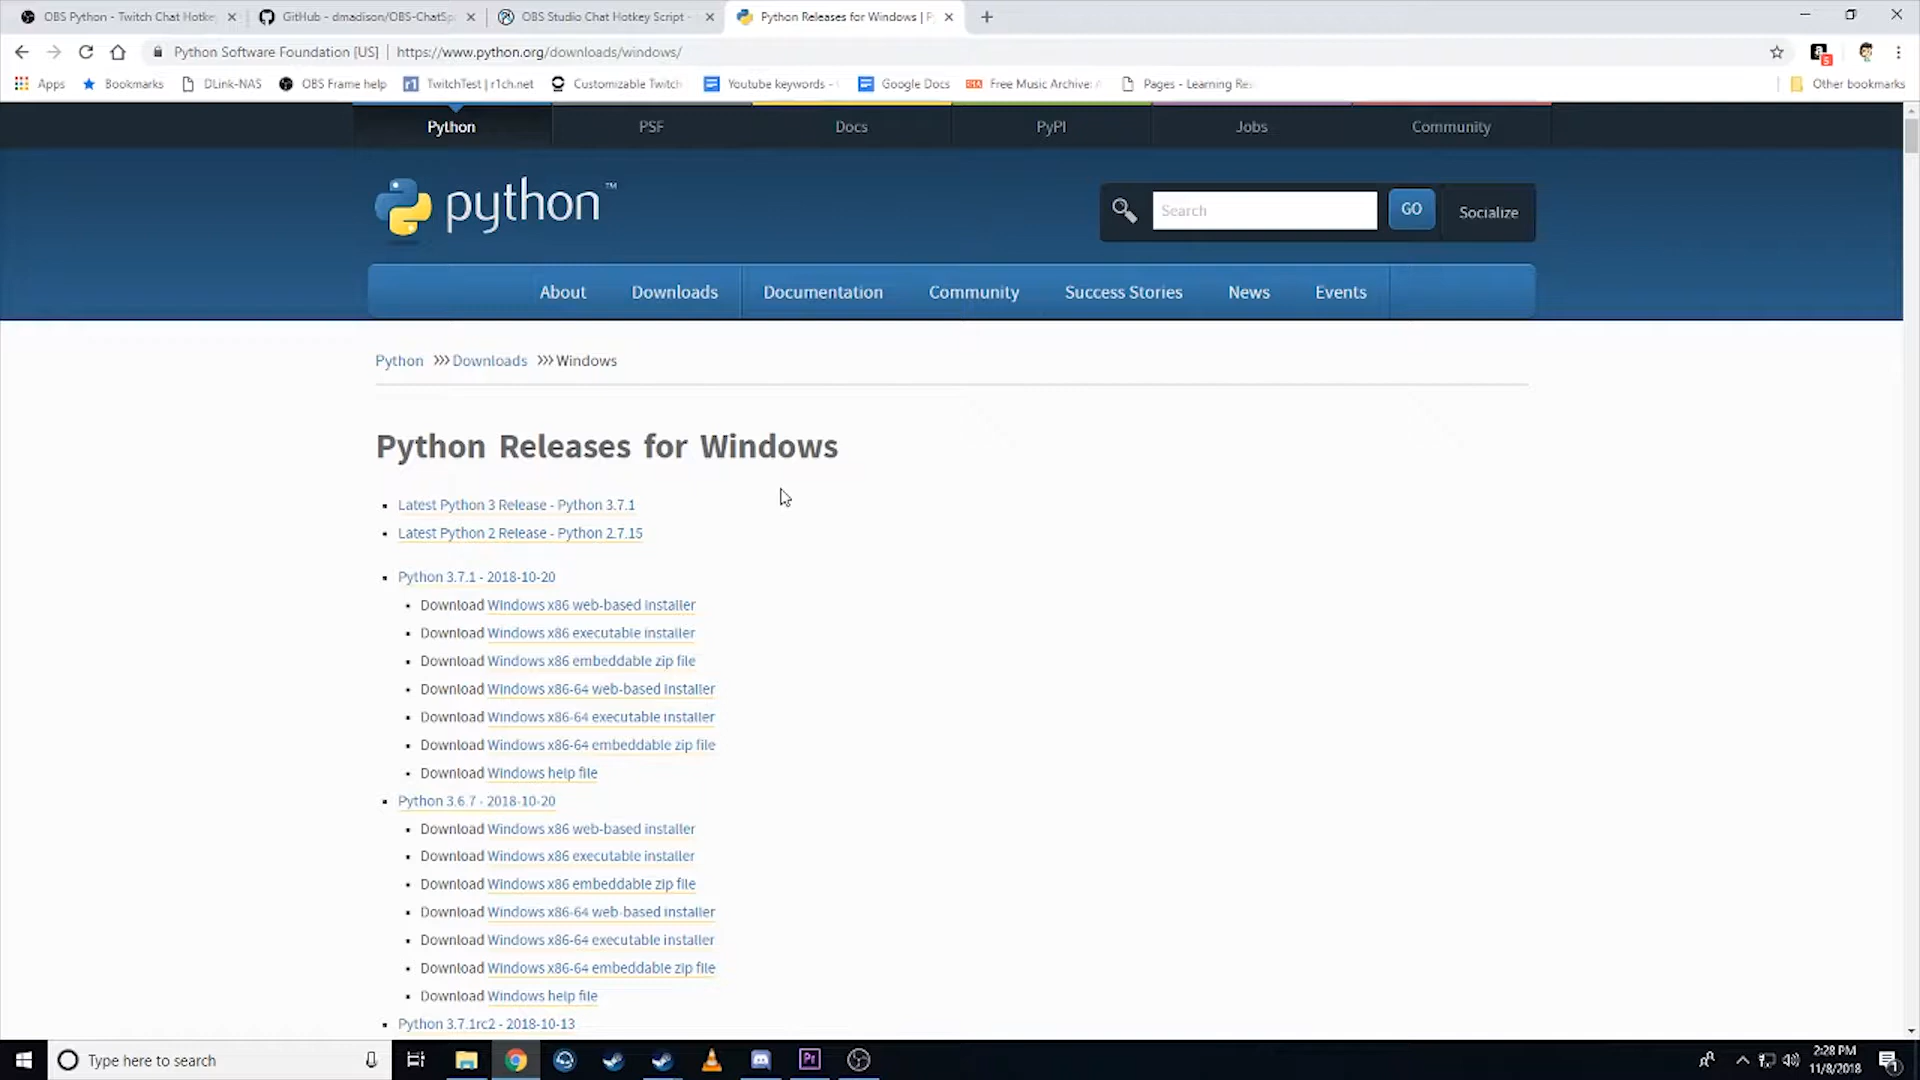 OBS Python - Twitch Chat Hotke
GitHub - dmadison/OBS-ChatSp
OBS Studio Chat Hotkey Script -
Python Releases for Windows | P
Python Software Foundation [US] | https://www.python.org/downloads/windows/
5
Apps
Bookmarks
DLink-NAS
OBS Frame help
TwitchTest | r1ch.net
Customizable Twitch
Youtube keywords -
Google Docs
Free Music Archive:
Pages - Learning Re
Other bookmarks
Python
PSF
Docs
PyPI
Jobs
Community
python™
Search
GO
Socialize
About
Downloads
Documentation
Community
Success Stories
News
Events
Python >>> Downloads >>> Windows
Python Releases for Windows
Latest Python 3 Release - Python 3.7.1
Latest Python 2 Release - Python 2.7.15
Python 3.7.1 - 2018-10-20
Download Windows x86 web-based installer
Download Windows x86 executable installer
Download Windows x86 embeddable zip file
Download Windows x86-64 web-based installer
Download Windows x86-64 executable installer
Download Windows x86-64 embeddable zip file
Download Windows help file
Python 3.6.7 - 2018-10-20
Download Windows x86 web-based installer
Download Windows x86 executable installer
Download Windows x86 embeddable zip file
Download Windows x86-64 web-based installer
Download Windows x86-64 executable installer
Download Windows x86-64 embeddable zip file
Download Windows help file
Python 3.7.1rc2 - 2018-10-13
Type here to search
Pr
2:28 PM
11/8/2018
1